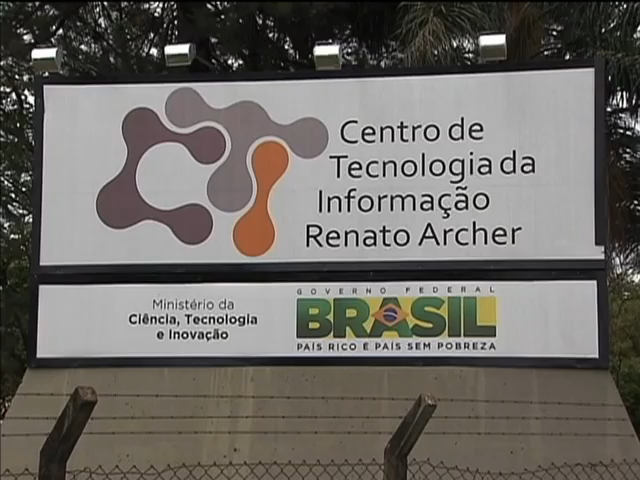 Centro de
Tecnologia da
Informação
Renato Archer
Ministério da
Ciência, Tecnologia
e Inovação
GOVERNO FEDERAL
BRASIL
PAÍS RICO É PAÍS SEM POBREZA